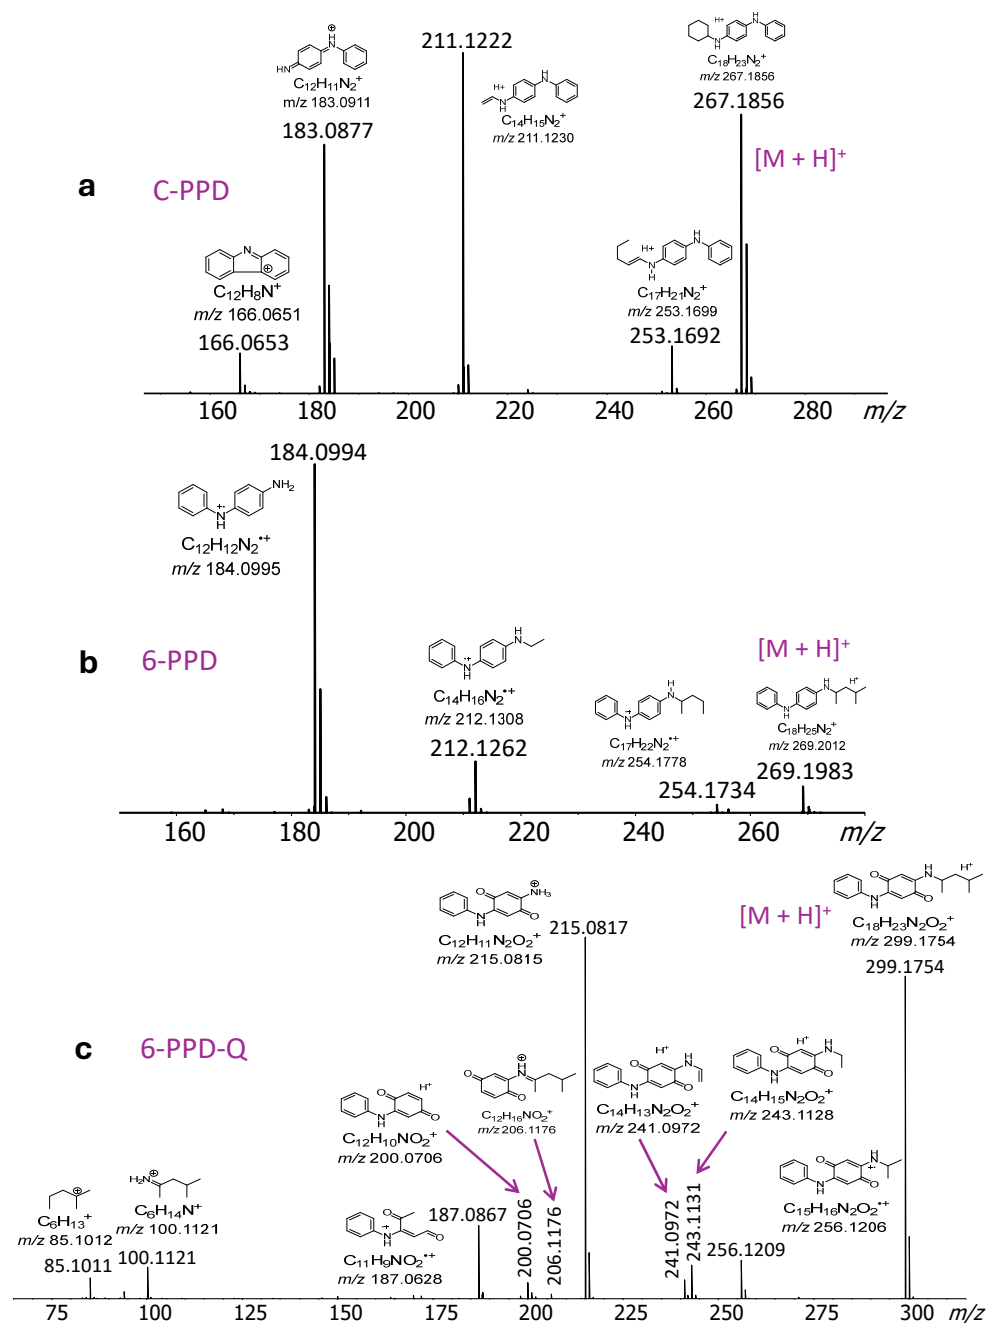 a
C-PPD
C₁₂H₁₁N₂⁺
m/z 183.0911
183.0877
211.1222
C₁₄H₁₅N₂⁺
m/z 211.1230
C₁₈H₂₃N₂⁺
m/z 267.1856
267.1856
[M + H]⁺
C₁₂H₈N⁺
m/z 166.0651
166.0653
C₁₇H₂₁N₂⁺
m/z 253.1699
253.1692
160 180 200 220 240 260 280 m/z
b
6-PPD
184.0994
NH₂
C₁₂H₁₂N₂•⁺
m/z 184.0995
C₁₄H₁₆N₂•⁺
m/z 212.1308
212.1262
C₁₇H₂₂N₂•⁺
m/z 254.1778
254.1734
[M + H]⁺
C₁₈H₂₅N₂⁺
m/z 269.2012
269.1983
160 180 200 220 240 260 m/z
c
6-PPD-Q
C₁₂H₁₁N₂O₂⁺
m/z 215.0815
215.0817
[M + H]⁺
C₁₈H₂₃N₂O₂⁺
m/z 299.1754
299.1754
C₁₂H₁₀NO₂⁺
m/z 200.0706
C₁₂H₁₆NO₂⁺
m/z 206.1176
C₁₄H₁₃N₂O₂⁺
m/z 241.0972
C₁₄H₁₅N₂O₂⁺
m/z 243.1128
C₆H₁₃⁺
m/z 85.1012
85.1011
C₆H₁₄N⁺
m/z 100.1121
100.1121
C₁₁H₉NO₂•⁺
m/z 187.0628
187.0867
200.0706
206.1176
241.0972
243.1131
C₁₅H₁₆N₂O₂•⁺
m/z 256.1206
256.1209
75 100 125 150 175 200 225 250 275 300 m/z